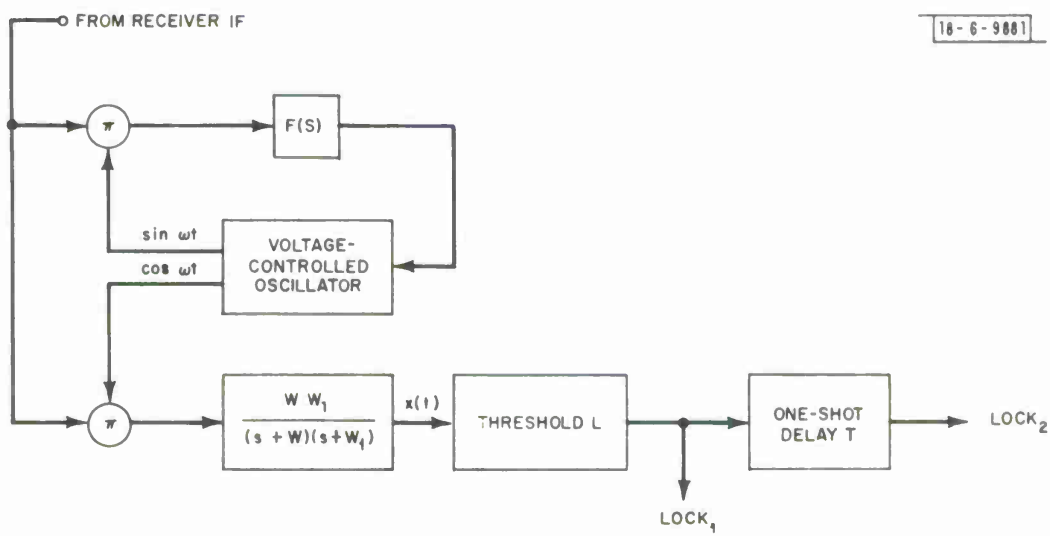 FROM RECEIVER IF
18-6-9881
π
F(S)
sin ωt
cos ωt
VOLTAGE-
CONTROLLED
OSCILLATOR
π
W W₁
(s + W)(s+W₁)
x(t)
THRESHOLD L
ONE-SHOT
DELAY T
LOCK₂
LOCK₁